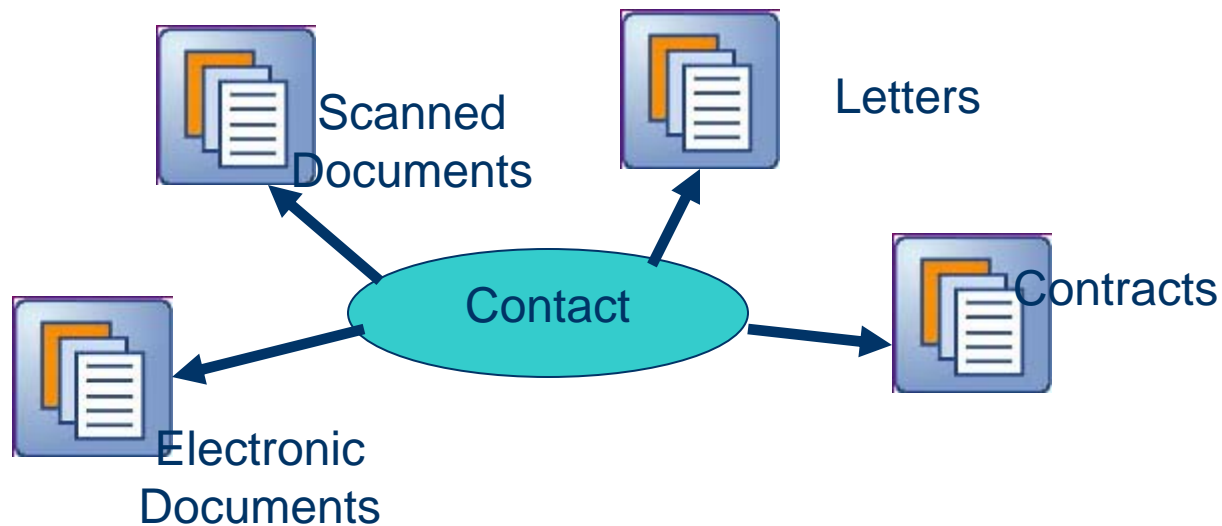 Scanned
Documents
Letters
Contact
Contracts
Electronic
Documents